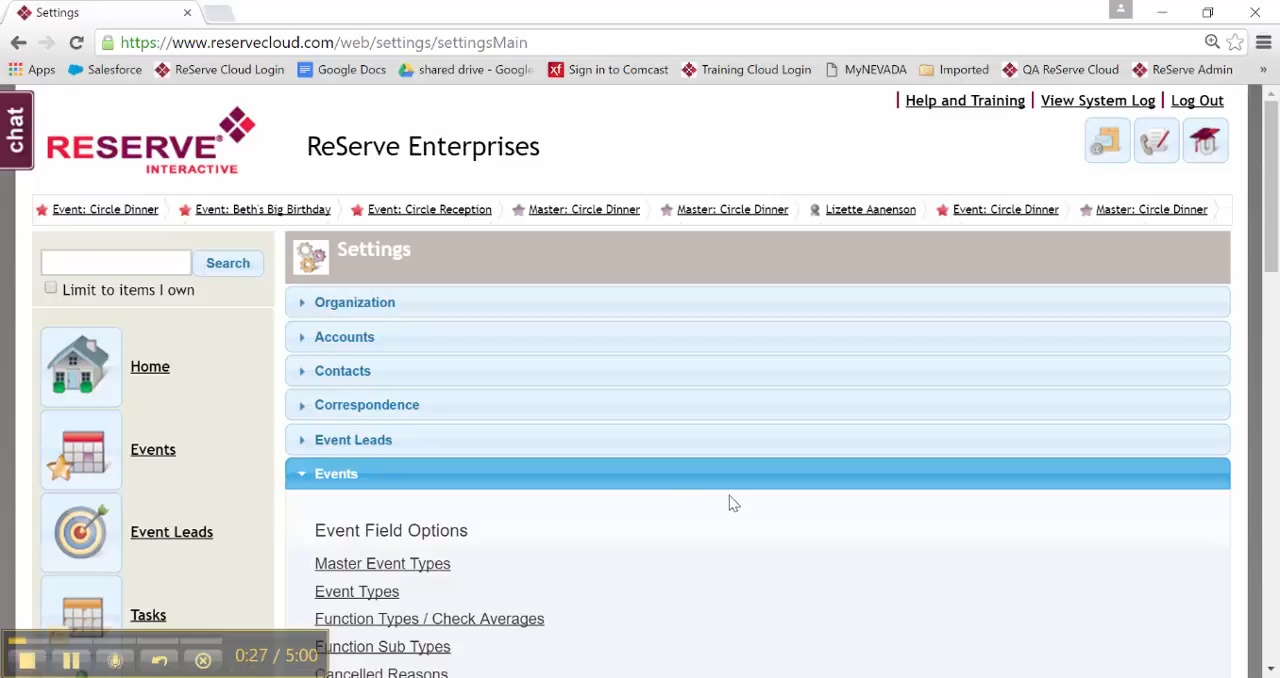 Settings
https://www.reservecloud.com/web/settings/settingsMain
Apps Salesforce ReServe Cloud Login Google Docs shared drive - Google Sign in to Comcast Training Cloud Login MyNEVADA Imported QA ReServe Cloud ReServe Admin »
Help and Training View System Log Log Out
chat
RESERVE®
INTERACTIVE
ReServe Enterprises
Event: Circle Dinner Event: Beth's Big Birthday Event: Circle Reception Master: Circle Dinner Master: Circle Dinner Lizette Aanenson Event: Circle Dinner Master: Circle Dinner
Search
Limit to items I own
Home
Events
Event Leads
Tasks
Settings
Organization
Accounts
Contacts
Correspondence
Event Leads
Events
Event Field Options
Master Event Types
Event Types
Function Types / Check Averages
Function Sub Types
Cancelled Reasons
0:27 / 5:00